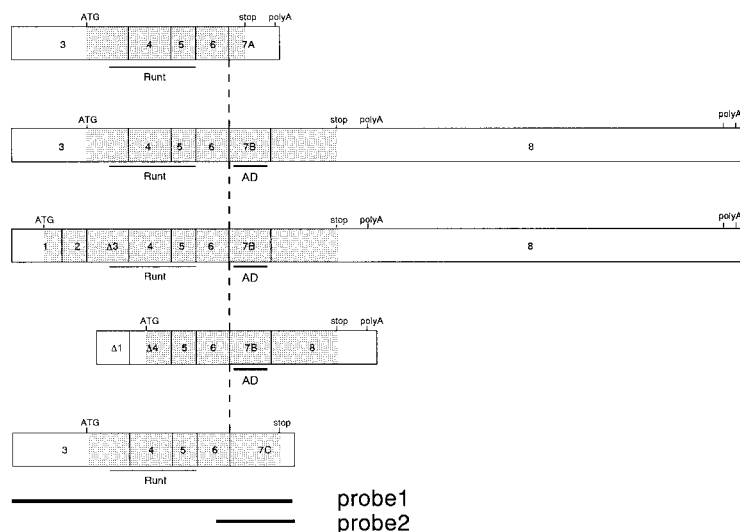 ATG stop polyA
3 4 5 6 7A
Runt
ATG stop polyA polyA
3 4 5 6 7B 8
Runt AD
ATG stop polyA polyA
1 2 Δ3 4 5 6 7B 8
Runt AD
ATG stop polyA
Δ1 Δ4 5 6 7B 8
AD
ATG stop
3 4 5 6 7C
Runt
probe1
probe2